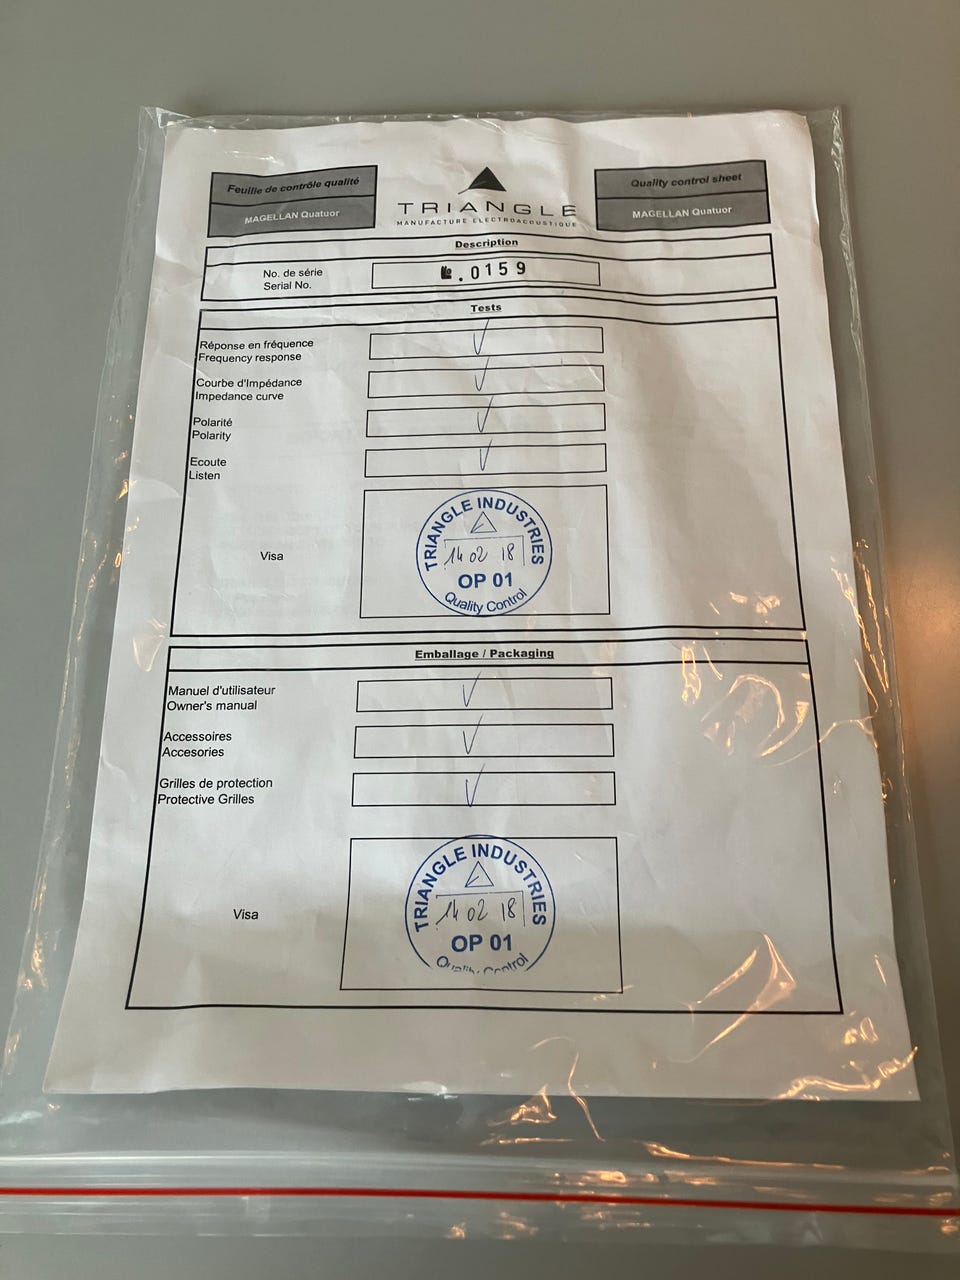 Feuille de contrôle qualité
MAGELLAN Quatuor
TRIANGLE
MANUFACTURE ELECTROACOUSTIQUE
Quality control sheet
MAGELLAN Quatuor
Description
No. de série
Serial No.
.0159
Tests
Réponse en fréquence
Frequency response
Courbe d'Impédance
Impedance curve
Polarité
Polarity
Ecoute
Listen
Visa
TRIANGLE INDUSTRIES
14 02 18
OP 01
Quality Control
Emballage / Packaging
Manuel d'utilisateur
Owner's manual
Accessoires
Accesories
Grilles de protection
Protective Grilles
Visa
TRIANGLE INDUSTRIES
14 02 18
OP 01
Quality Control